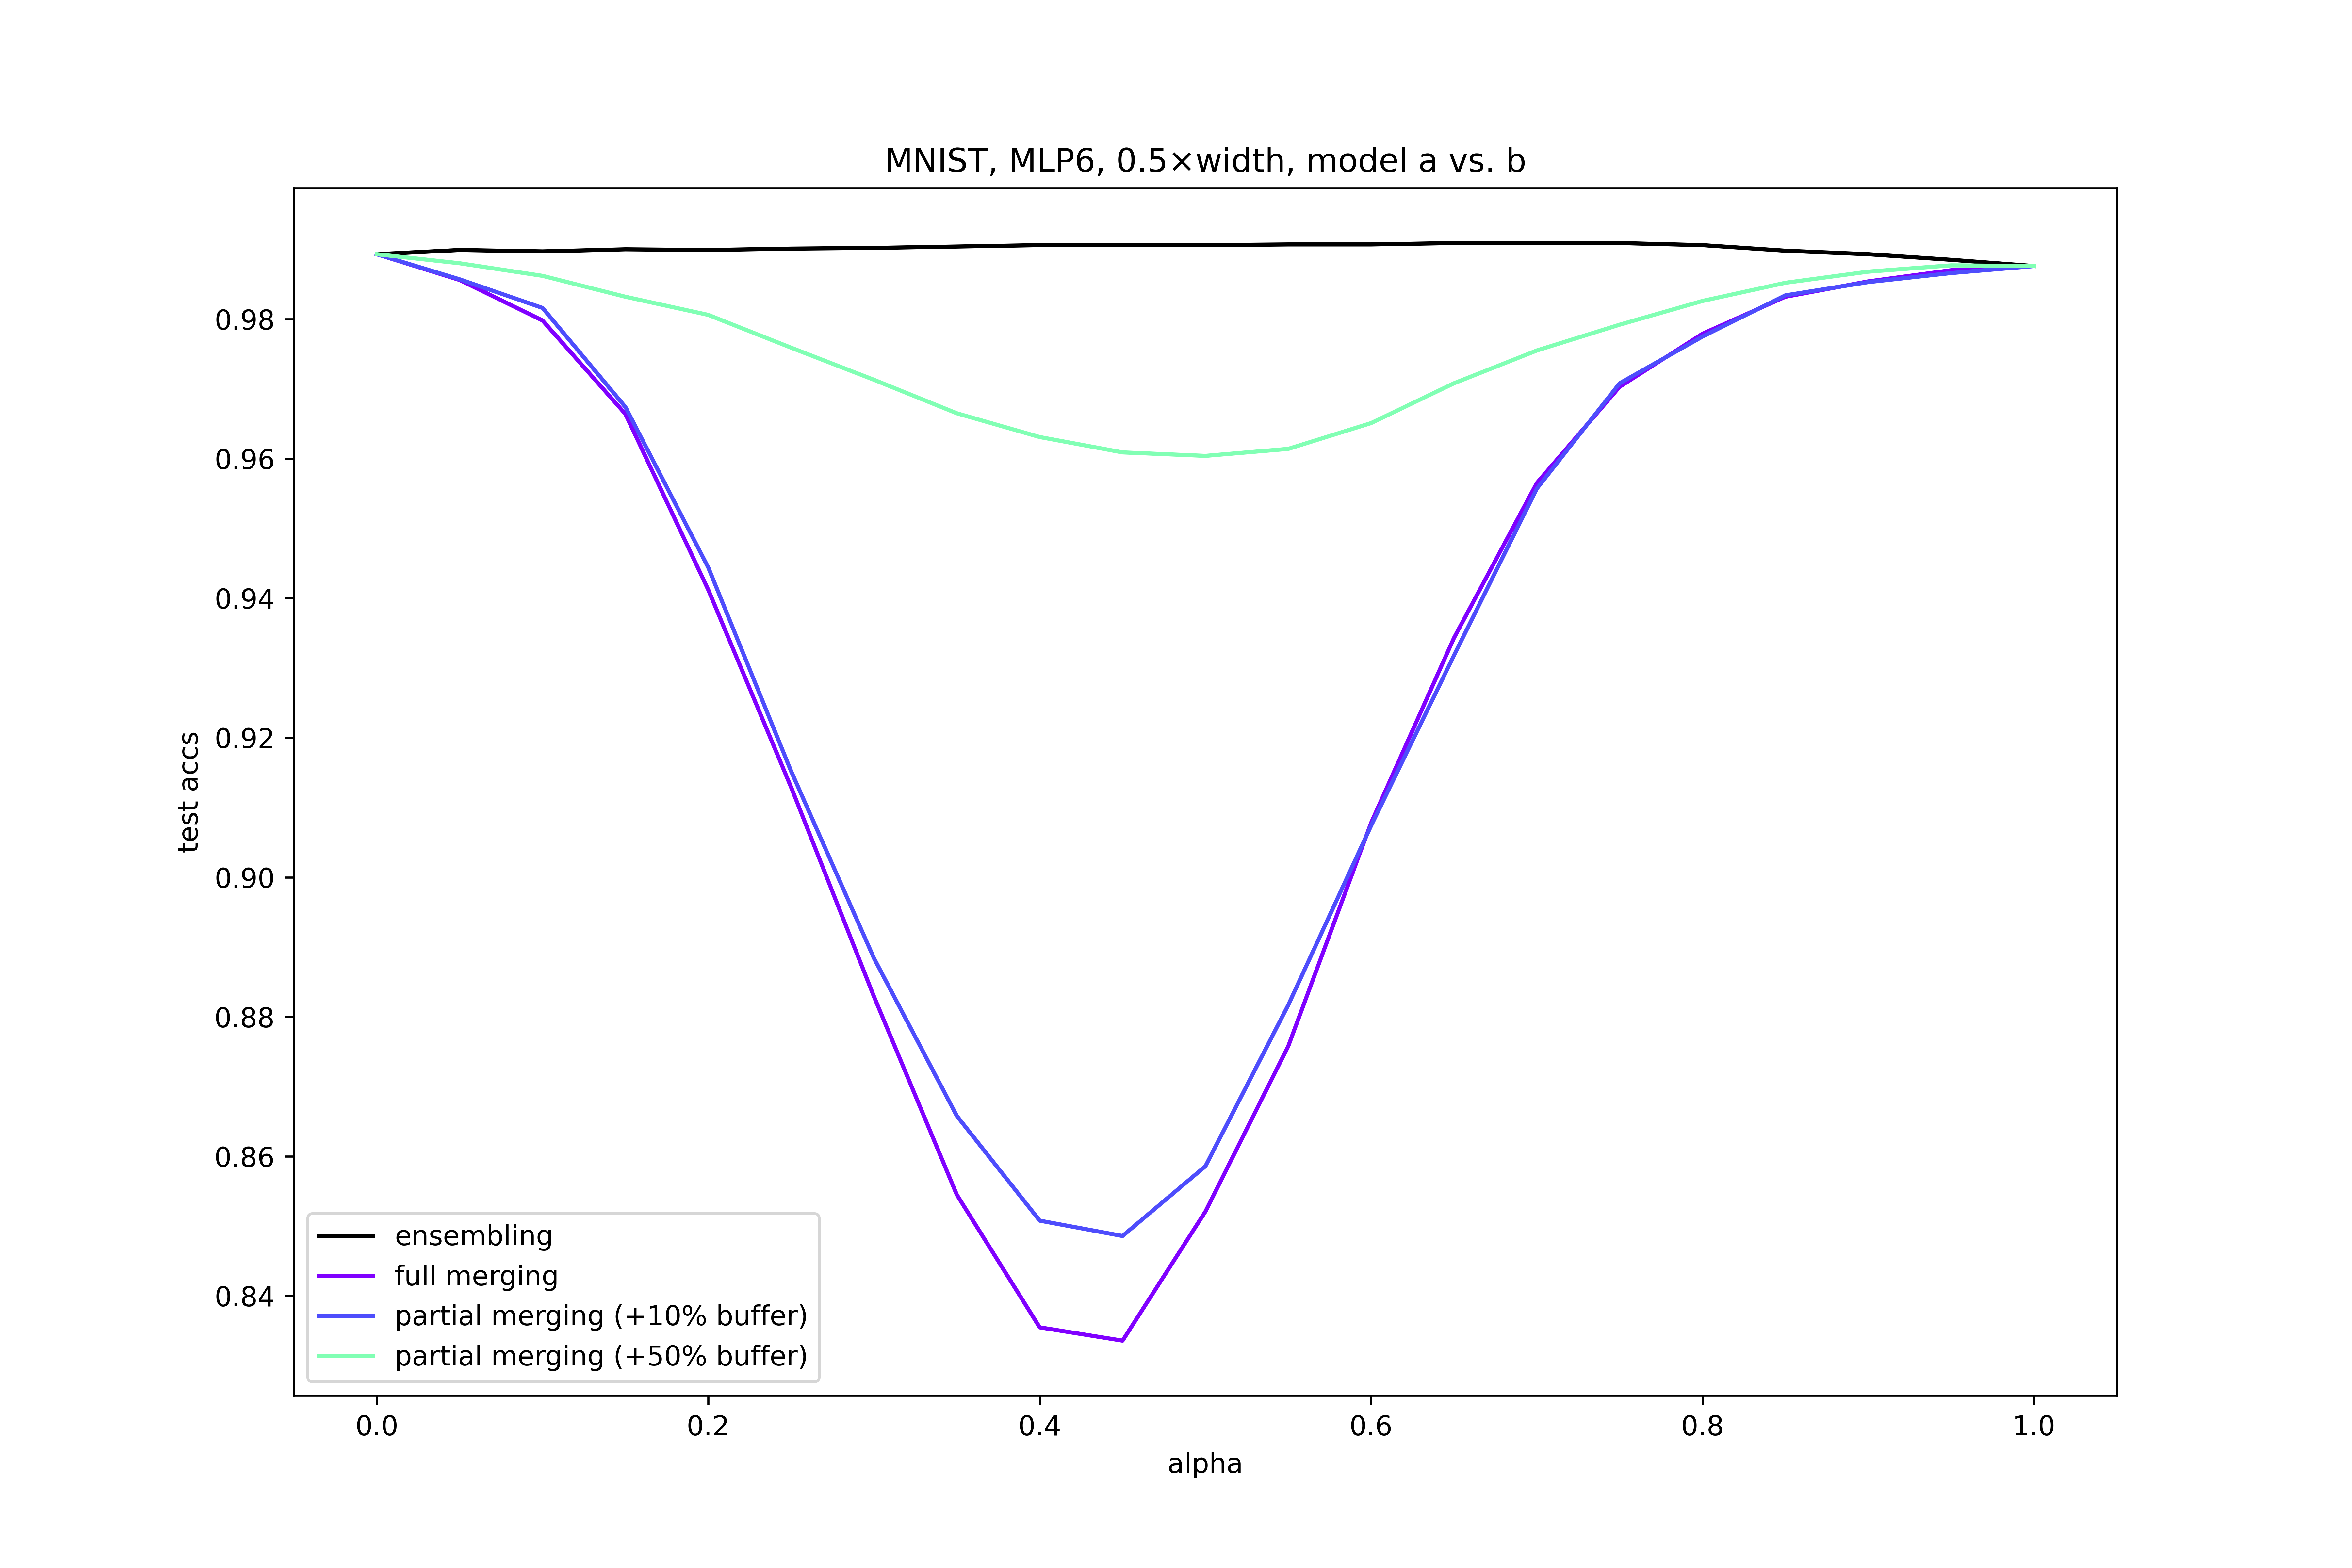 MNIST, MLP6, 0.5×width, model a vs. b
test accs
0.98
0.96
0.94
0.92
0.90
0.88
0.86
0.84
ensembling
full merging
partial merging (+10% buffer)
partial merging (+50% buffer)
0.0 0.2 0.4 0.6 0.8 1.0
alpha